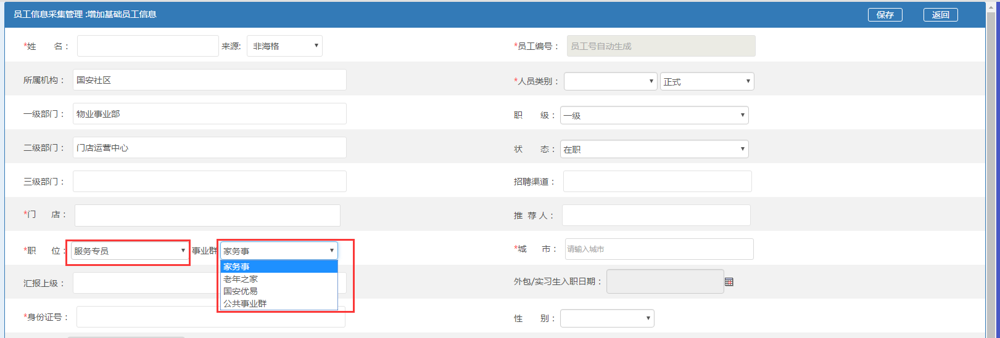 员工信息采集管理 :增加基础员工信息 保存 返回
*姓 名： 来源: 非海格 *员工编号： 员工号自动生成
所属机构： 国安社区 *人员类别： 正式
一级部门： 物业事业部 职 级： 一级
二级部门： 门店运营中心 状 态： 在职
三级部门： 招聘渠道：
*门 店： 推 荐 人：
*职 位： 服务专员 事业群 家务事 *城 市： 请输入城市
家务事
老年之家
汇报上级： 外包/实习生入职日期：
国安优易
公共事业群
*身份证号： 性 别：